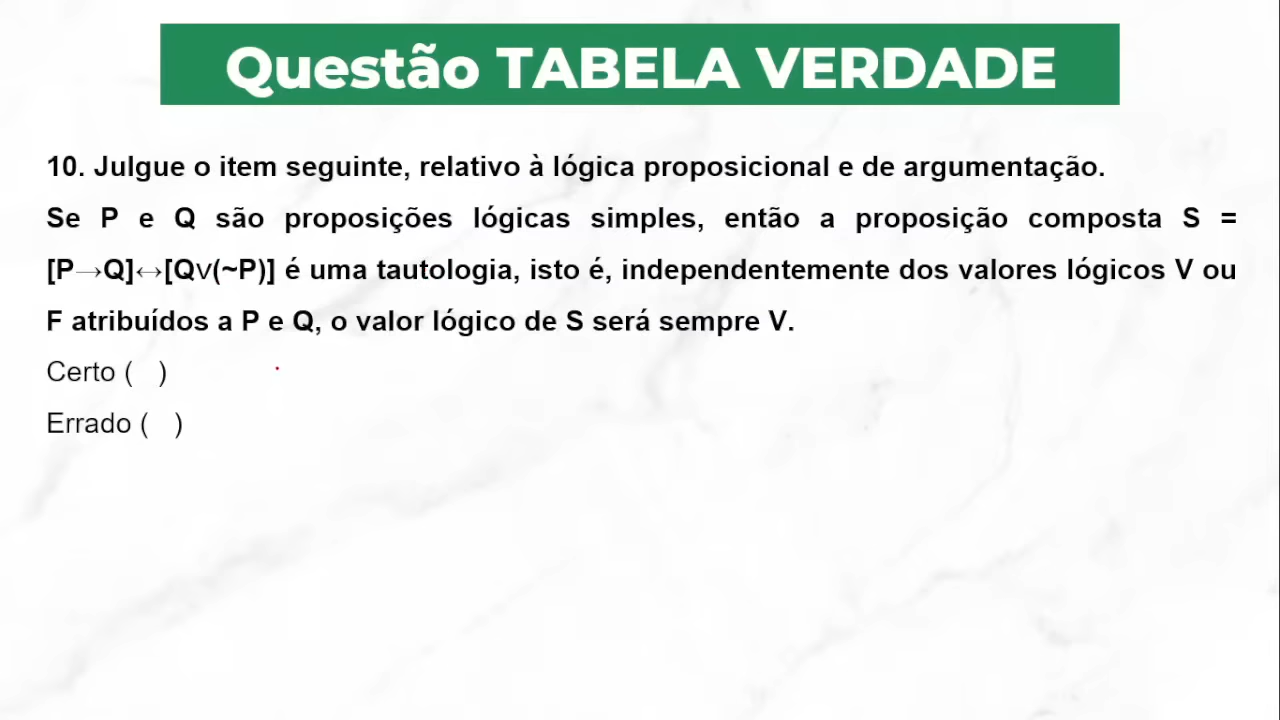 Questão TABELA VERDADE
10. Julgue o item seguinte, relativo à lógica proposicional e de argumentação.
Se P e Q são proposições lógicas simples, então a proposição composta S =
[P→Q]↔[Q∨(~P)] é uma tautologia, isto é, independentemente dos valores lógicos V ou
F atribuídos a P e Q, o valor lógico de S será sempre V.
Certo (   )
Errado (   )